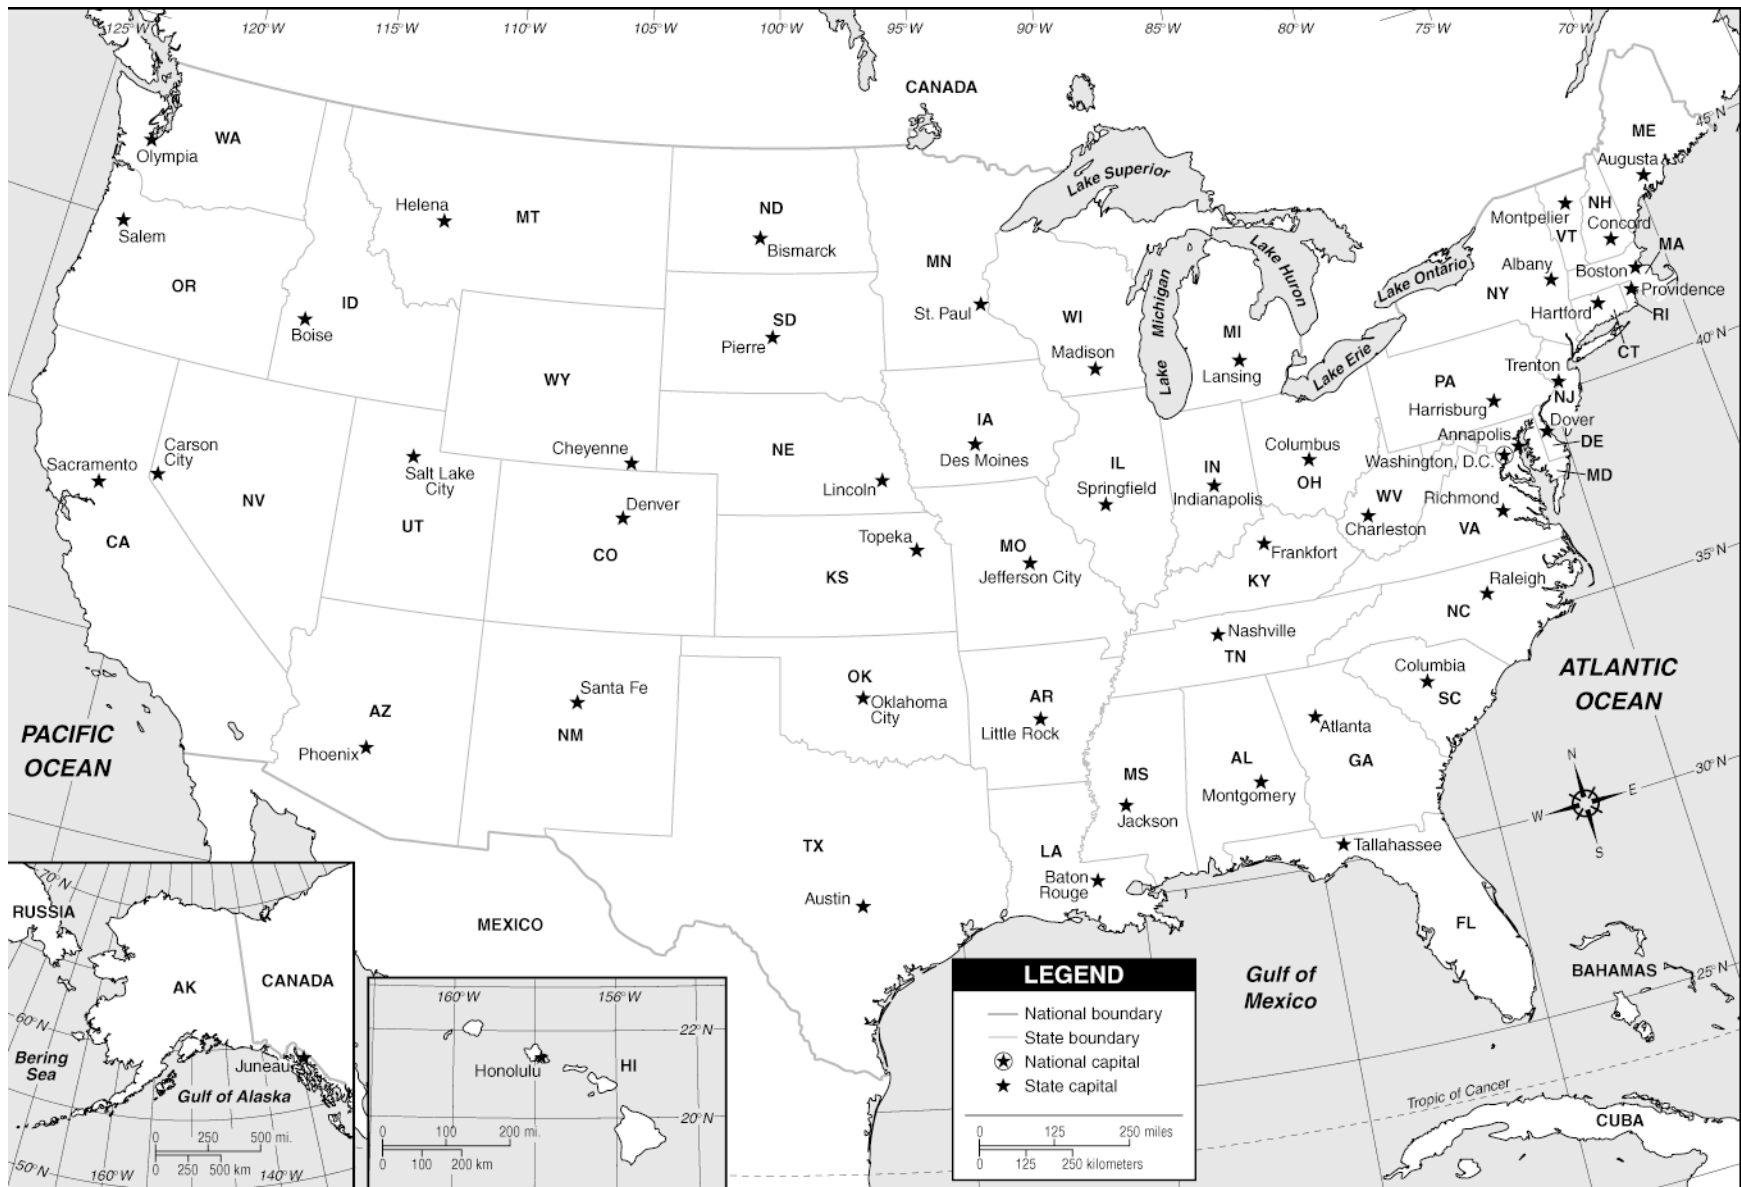 125°W
120°W
115°W
110°W
105°W
100°W
95°W
90°W
85°W
80°W
75°W
70°W
CANADA
45°N
WA
Olympia
ME
Augusta
Lake Superior
Helena
MT
ND
Bismarck
Salem
NH
Montpelier
Concord
VT
MA
MN
Lake Huron
Lake Ontario
Albany
Boston
OR
ID
Boise
NY
Providence
Hartford
RI
St. Paul
WI
Lake Michigan
MI
SD
Pierre
Madison
Lansing
Lake Erie
CT
40°N
Trenton
WY
PA
NJ
Harrisburg
IA
Des Moines
Dover
Annapolis
DE
Carson
City
Sacramento
Cheyenne
NE
Columbus
Washington, D.C.
MD
Salt Lake
City
NV
UT
Lincoln
IL
Springfield
IN
Indianapolis
OH
WV
Charleston
Richmond
VA
CA
Denver
CO
Topeka
KS
MO
Jefferson City
Frankfort
KY
35°N
Raleigh
NC
Nashville
TN
Santa Fe
NM
OK
Oklahoma
City
AR
Little Rock
Columbia
SC
ATLANTIC
OCEAN
AZ
Phoenix
PACIFIC
OCEAN
Atlanta
GA
MS
Jackson
AL
Montgomery
30°N
N
E
W
S
TX
Austin
LA
Baton
Rouge
Tallahassee
FL
MEXICO
70°N
RUSSIA
AK
CANADA
60°N
Bering
Sea
Juneau
Gulf of Alaska
0 250 500 mi.
0 250 500 km
50°N
160°W
140°W
160°W
156°W
22°N
Honolulu
HI
20°N
0 100 200 mi.
0 100 200 km
LEGEND
National boundary
State boundary
National capital
State capital
0 125 250 miles
0 125 250 kilometers
Gulf of
Mexico
BAHAMAS
25°N
Tropic of Cancer
CUBA